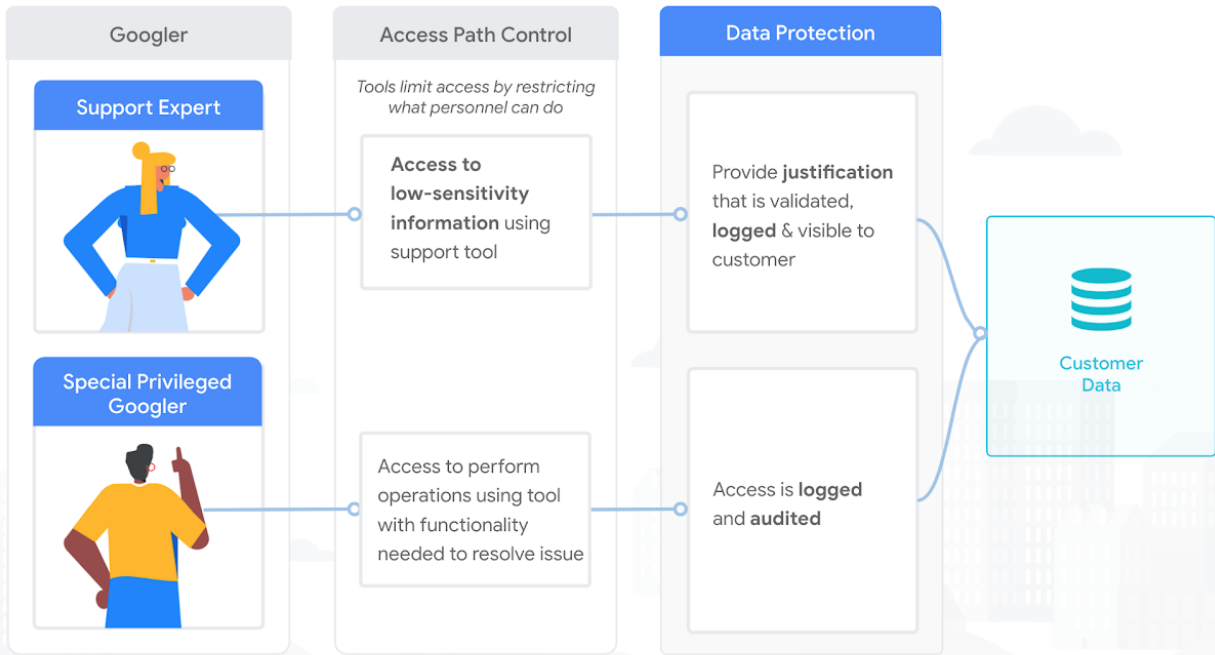 Googler
Support Expert
Special Privileged
Googler
Access Path Control
Tools limit access by restricting
what personnel can do
Access to
low-sensitivity
information using
support tool
Access to perform
operations using tool
with functionality
needed to resolve issue
Data Protection
Provide justification
that is validated,
logged & visible to
customer
Access is logged
and audited
Customer
Data